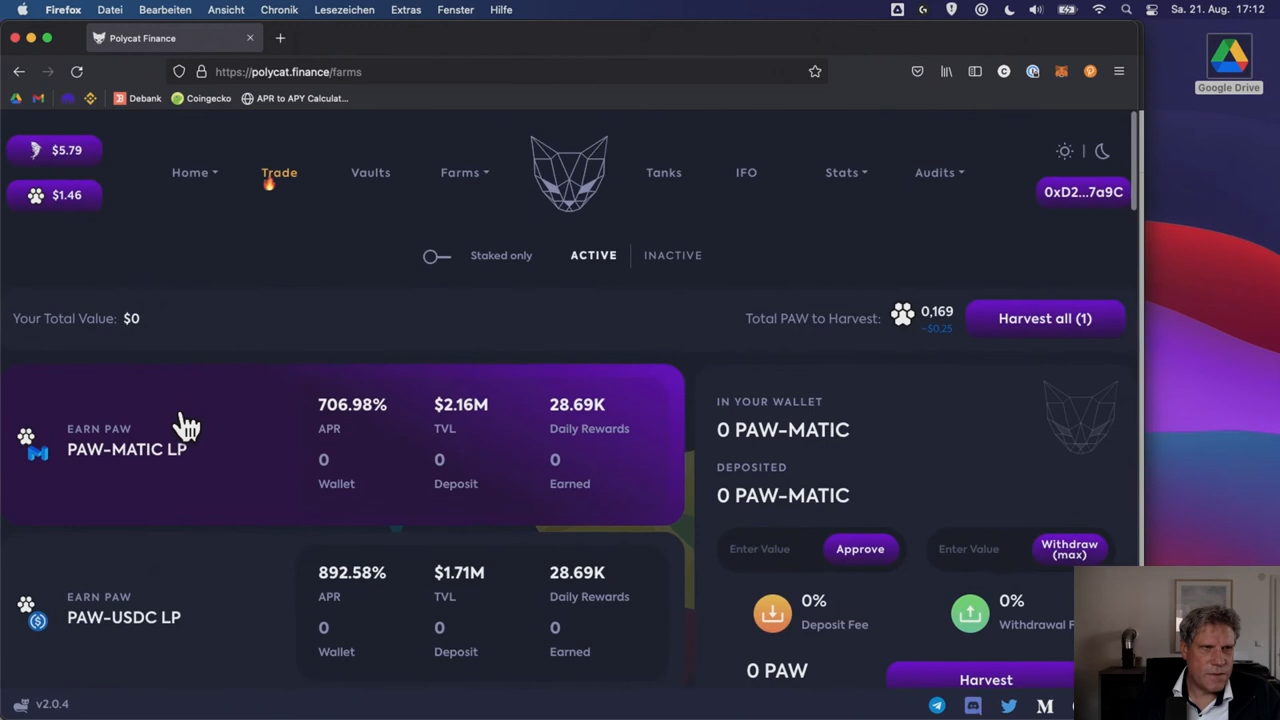 Firefox Datei Bearbeiten Ansicht Chronik Lesezeichen Extras Fenster Hilfe Sa. 21. Aug. 17:12
Polycat Finance
https://polycat.finance/farms
Debank Coingecko APR to APY Calculat...
Google Drive
$5.79
$1.46
Home Trade Vaults Farms Tanks IFO Stats Audits
0xD2...7a9C
Staked only ACTIVE INACTIVE
Your Total Value: $0
Total PAW to Harvest: 0,169
~$0,25
Harvest all (1)
EARN PAW
PAW-MATIC LP
706.98% $2.16M 28.69K
APR TVL Daily Rewards
0 0 0
Wallet Deposit Earned
EARN PAW
PAW-USDC LP
892.58% $1.71M 28.69K
APR TVL Daily Rewards
0 0 0
Wallet Deposit Earned
IN YOUR WALLET
0 PAW-MATIC
DEPOSITED
0 PAW-MATIC
Enter Value Approve Enter Value Withdraw
(max)
0%
Deposit Fee
0%
Withdrawal F
0 PAW
Harvest
v2.0.4